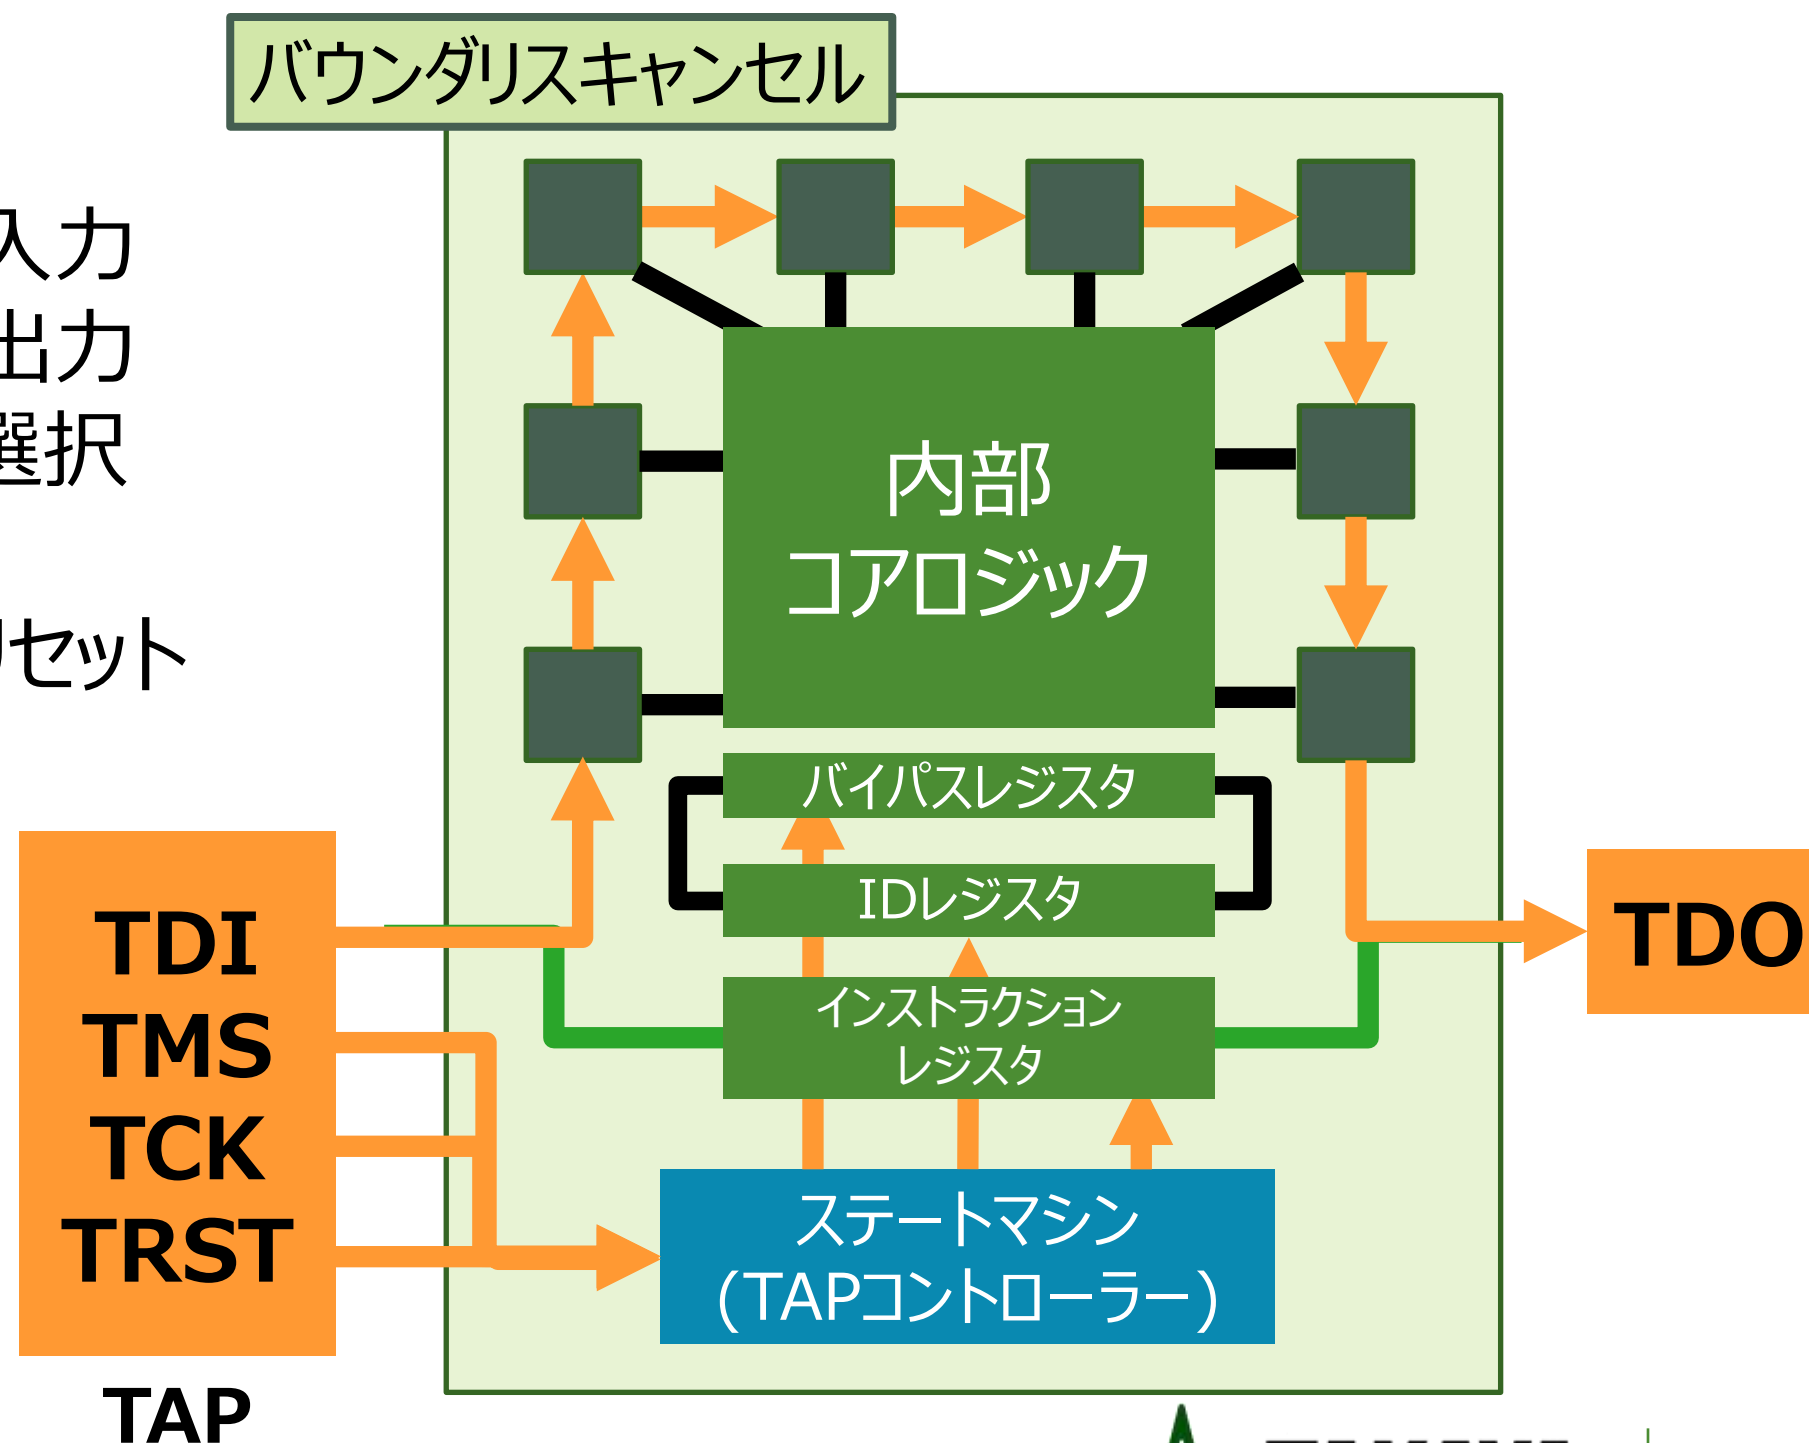 バウンダリスキャンセル
入力
出力
選択
リセット
内部
コアロジック
バイパスレジスタ
IDレジスタ
インストラクション
レジスタ
ステートマシン
(TAPコントローラー)
TDI
TMS
TCK
TRST
TAP
TDO